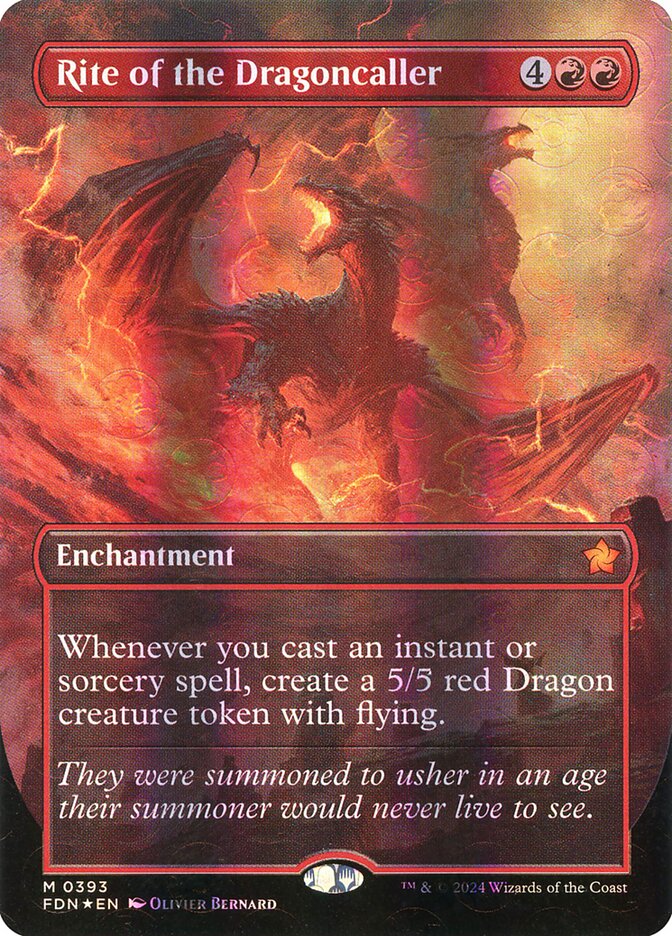 Rite of the Dragoncaller 4
Enchantment
Whenever you cast an instant or
sorcery spell, create a 5/5 red Dragon
creature token with flying.
They were summoned to usher in an age
their summoner would never live to see.
M 0393
FDN★EN Olivier Bernard
™ & © 2024 Wizards of the Coast